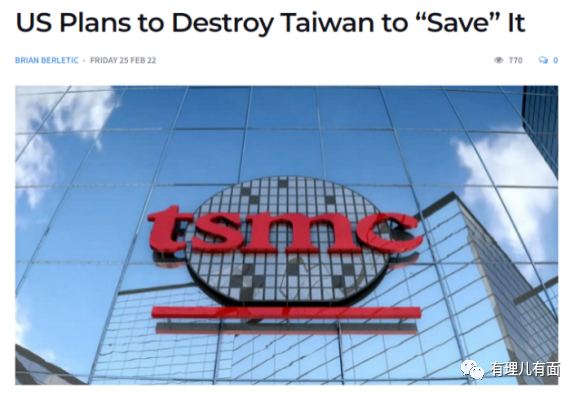 US Plans to Destroy Taiwan to “Save” It
BRIAN BERLETIC - FRIDAY 25 FEB 22
770
0
tsmc
有理儿有面